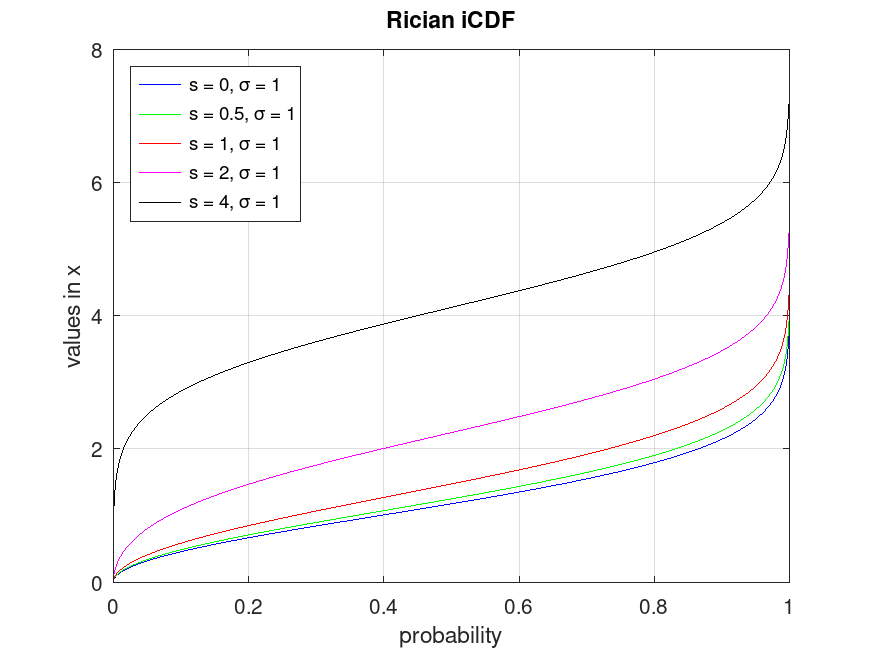 Rician iCDF
8
s = 0, σ = 1
s = 0.5, σ = 1
s = 1, σ = 1
s = 2, σ = 1
s = 4, σ = 1
6
values in x
4
2
0
0 0.2 0.4 0.6 0.8 1
probability